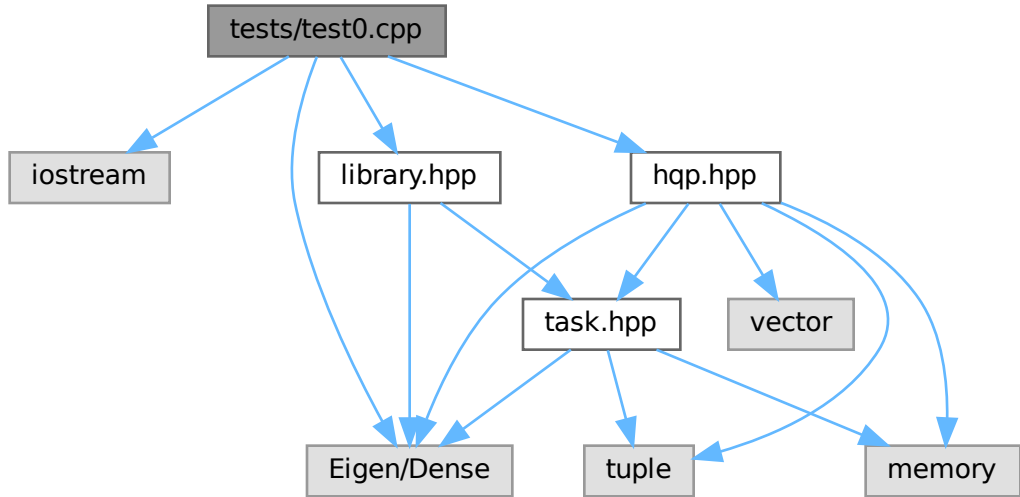 tests/test0.cpp
iostream
library.hpp
hqp.hpp
task.hpp
vector
Eigen/Dense
tuple
memory